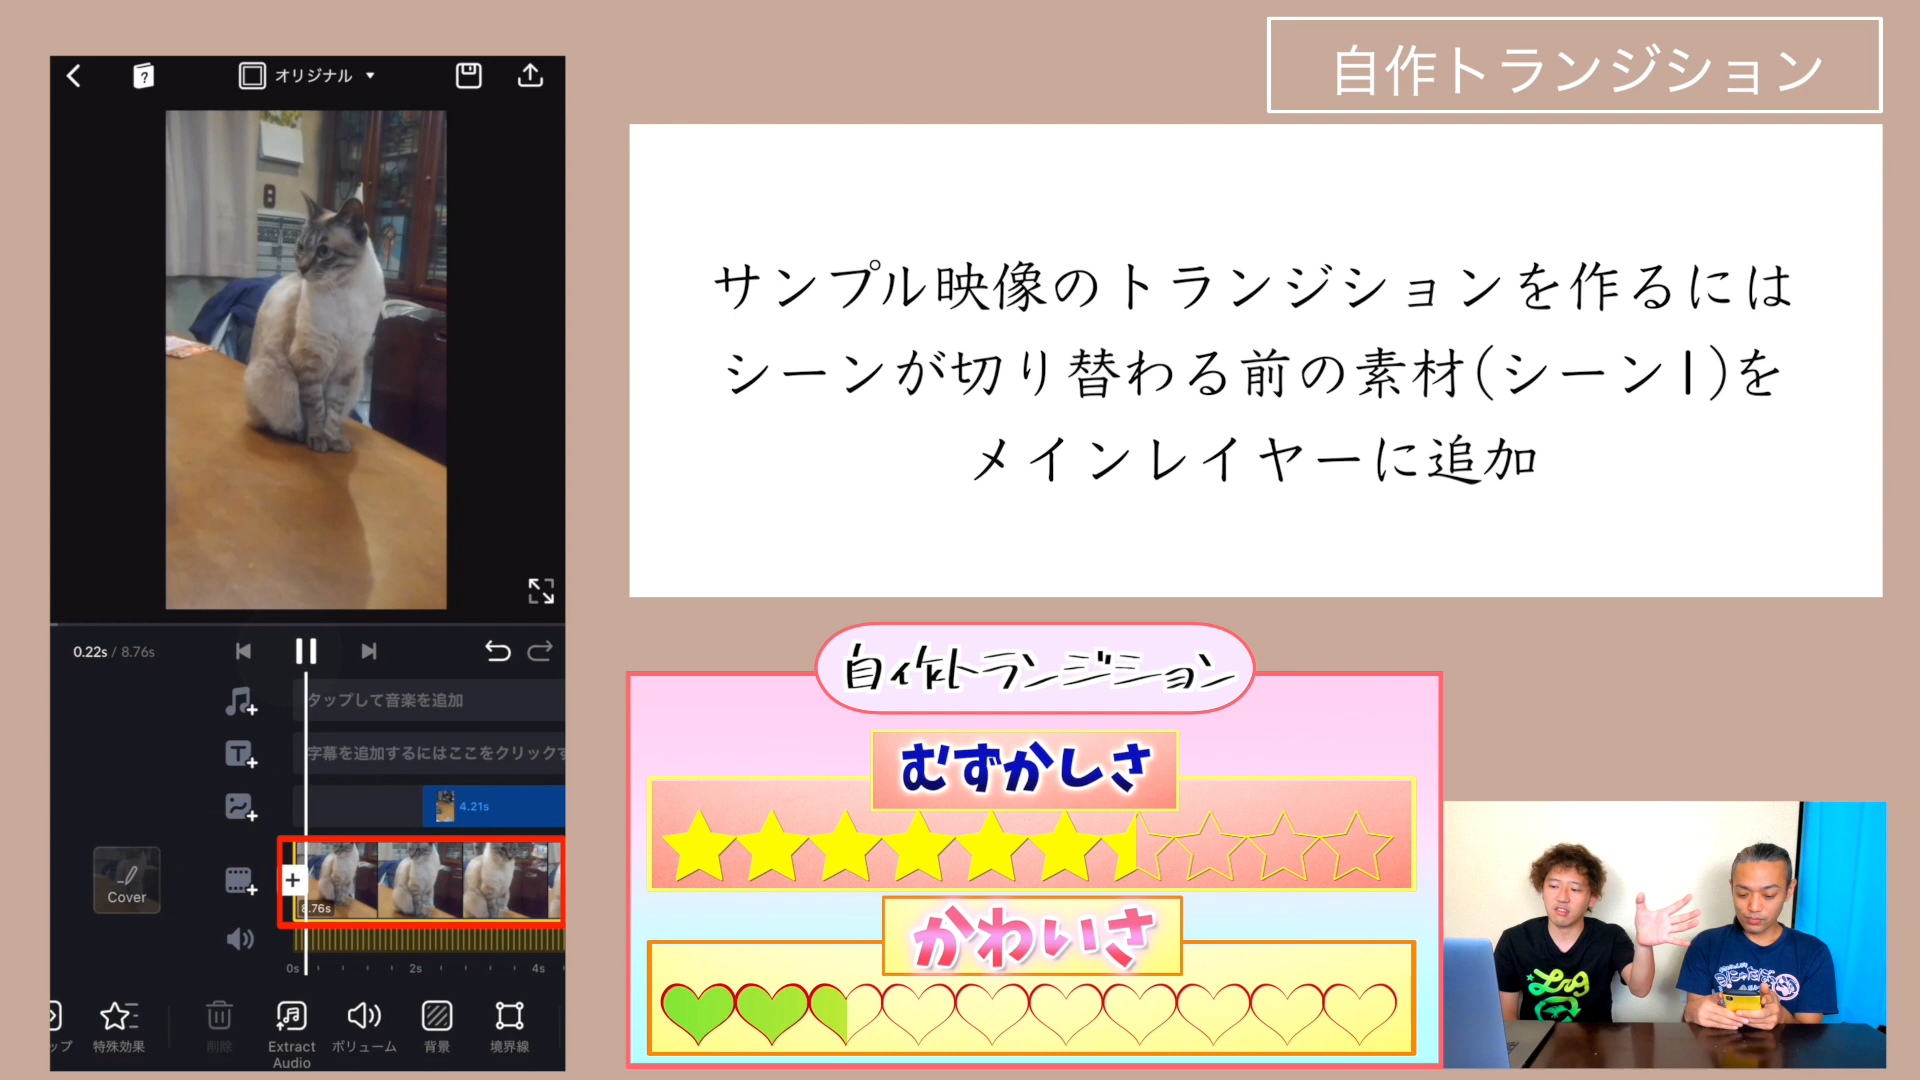 自作トランジション
オリジナル
サンプル映像のトランジションを作るには
シーンが切り替わる前の素材(シーン1)を
メインレイヤーに追加
0.22s / 8.76s
タップして音楽を追加
字幕を追加するにはここをクリックす
4.21s
Cover
8.76s
0s
2s
4s
ップ
特殊効果
削除
Extract
Audio
ボリューム
背景
境界線
自作トランジション
むずかしさ
かわいさ